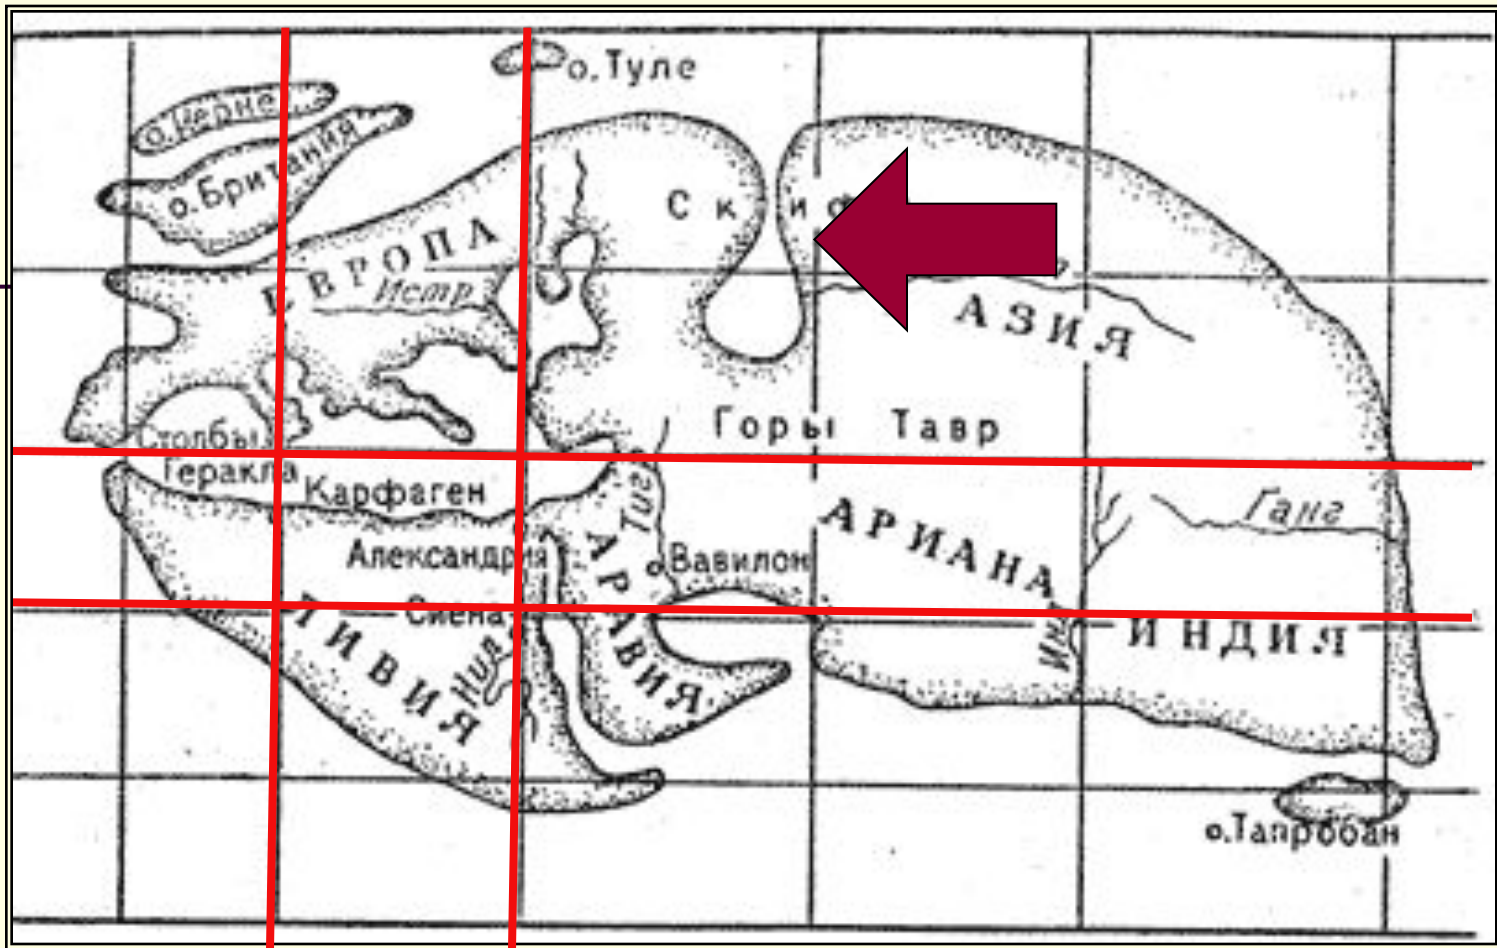 о.Туле
о.Керне
о.Британия
Ск
ЕВРОПА
Истр
АЗИЯ
Горы Тавр
Столбы
Геракла
Карфаген
Тигр
Ганг
АРИАНА
Александрия
Вавилон
АРАВИЯ
Сиена
ЛИВИЯ
Нил
Инд
ИНДИЯ
о.Тапробан